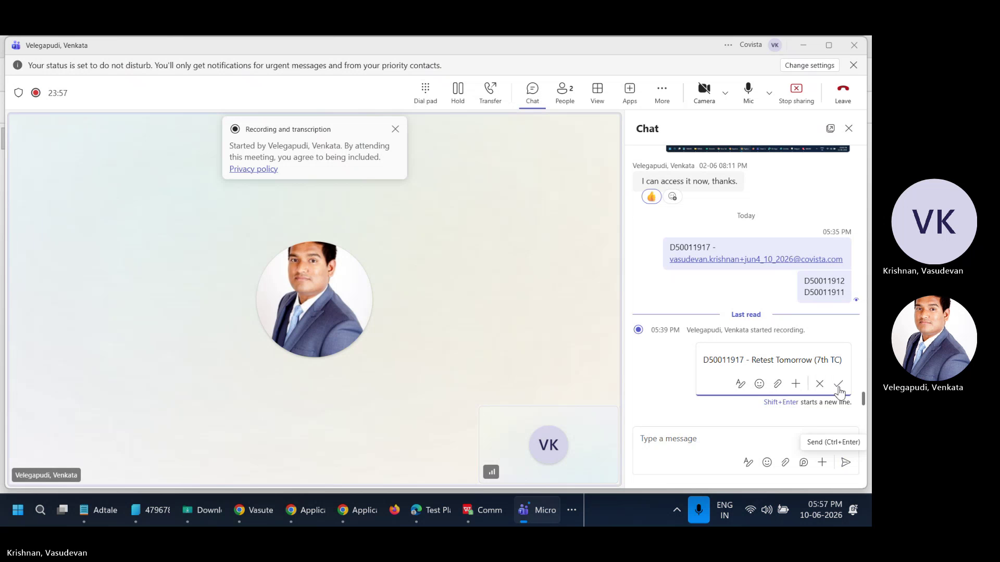 Velegapudi, Venkata
Covista
VK
Your status is set to do not disturb. You'll only get notifications for urgent messages and from your priority contacts.
Change settings
23:57
Dial pad
Hold
Transfer
Chat
2
People
View
Apps
More
Camera
Mic
Stop sharing
Leave
Recording and transcription
Started by Velegapudi, Venkata. By attending
this meeting, you agree to being included.
Privacy policy
Velegapudi, Venkata
VK
Chat
Velegapudi, Venkata 02-06 08:11 PM
I can access it now, thanks.
Today
05:35 PM
D50011917 -
vasudevan.krishnan+jun4_10_2026@covista.com
D50011912
D50011911
Last read
05:39 PM Velegapudi, Venkata started recording.
D50011917 - Retest Tomorrow (7th TC)
Shift+Enter starts a new line.
Type a message
Send (Ctrl+Enter)
VK
Krishnan, Vasudevan
Velegapudi, Venkata
Adtale
479678
Downl
Vasute
Applica
Applica
Test Pla
Comm
Micro
ENG
IN
05:57 PM
10-06-2026
Krishnan, Vasudevan